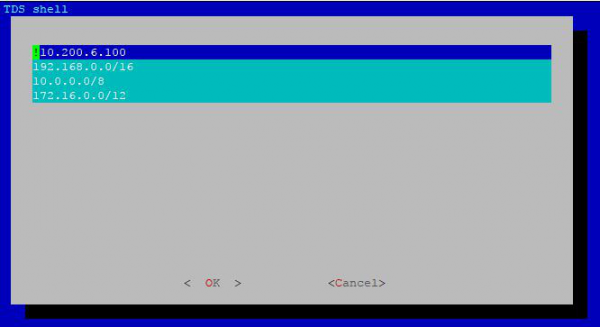 TDS shell
!10.200.6.100
192.168.0.0/16
10.0.0.0/8
172.16.0.0/12
< OK > <Cancel>